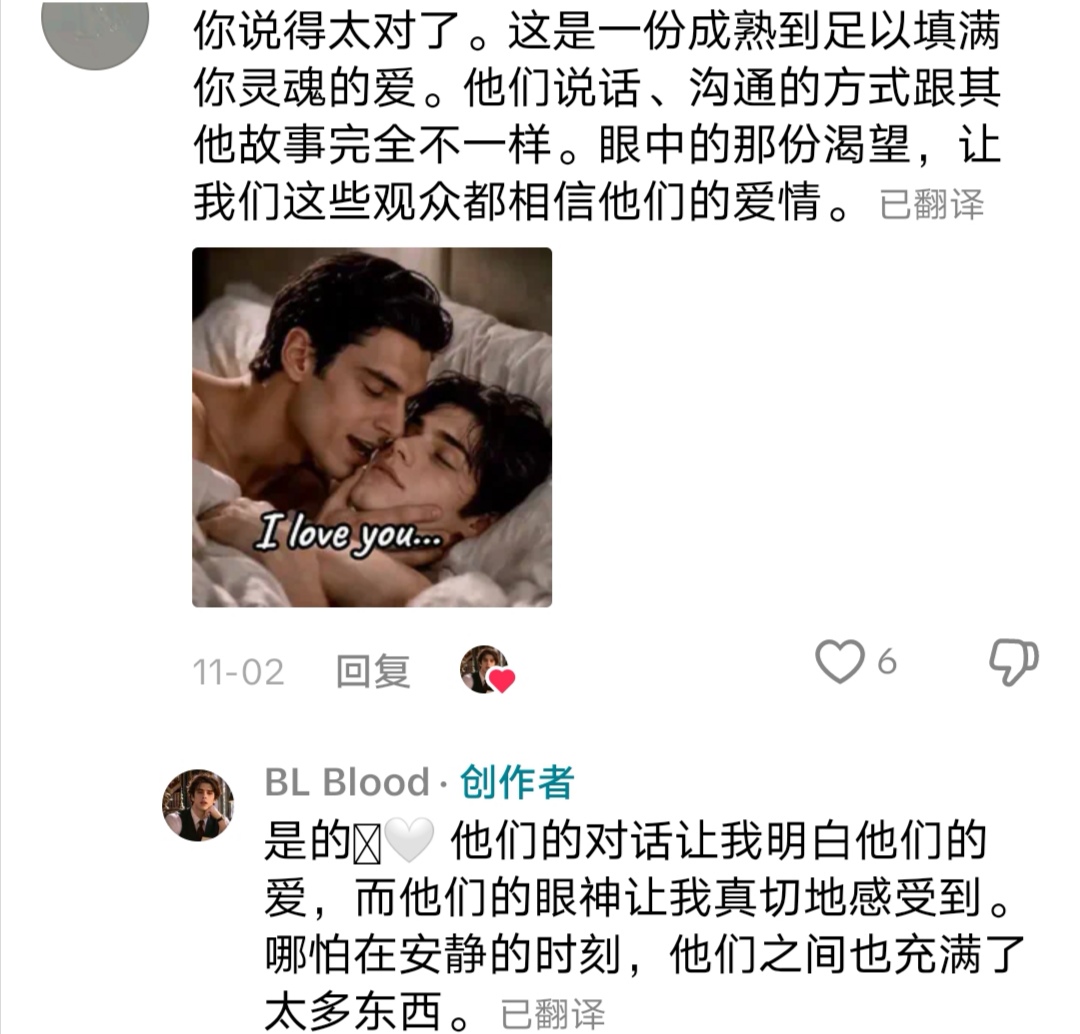 你说得太对了。这是一份成熟到足以填满
你灵魂的爱。他们说话、沟通的方式跟其
他故事完全不一样。眼中的那份渴望，让
我们这些观众都相信他们的爱情。 已翻译
I love you...
11-02 回复 6
BL Blood · 创作者
是的🤍 他们的对话让我明白他们的
爱，而他们的眼神让我真切地感受到。
哪怕在安静的时刻，他们之间也充满了
太多东西。 已翻译